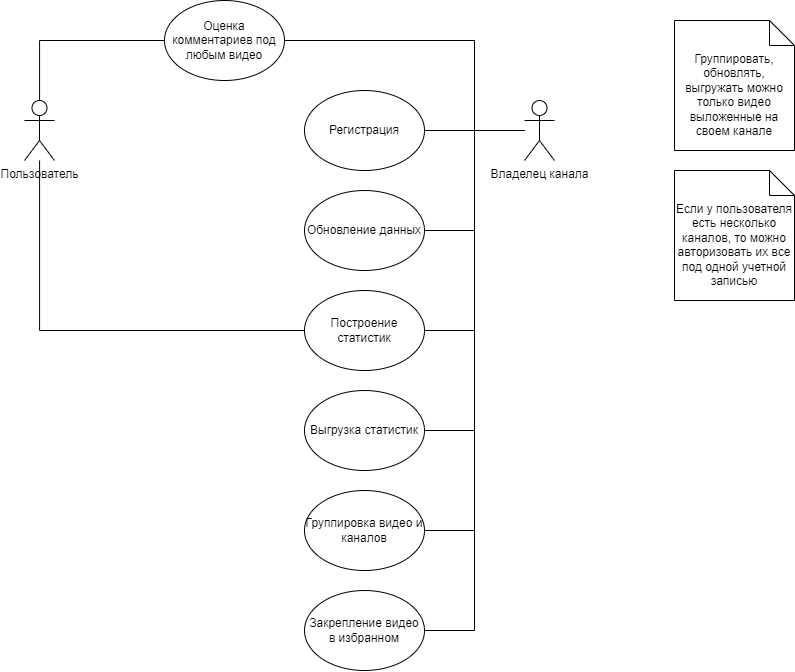 Оценка
комментариев под
любым видео
Пользователь
Регистрация
Владелец канала
Обновление данных
Построение
статистик
Выгрузка статистик
Группировка видео и
каналов
Закрепление видео
в избранном
Группировать,
обновлять,
выгружать можно
только видео
выложенные на
своем канале
Если у пользователя
есть несколько
каналов, то можно
авторизовать их все
под одной учетной
записью